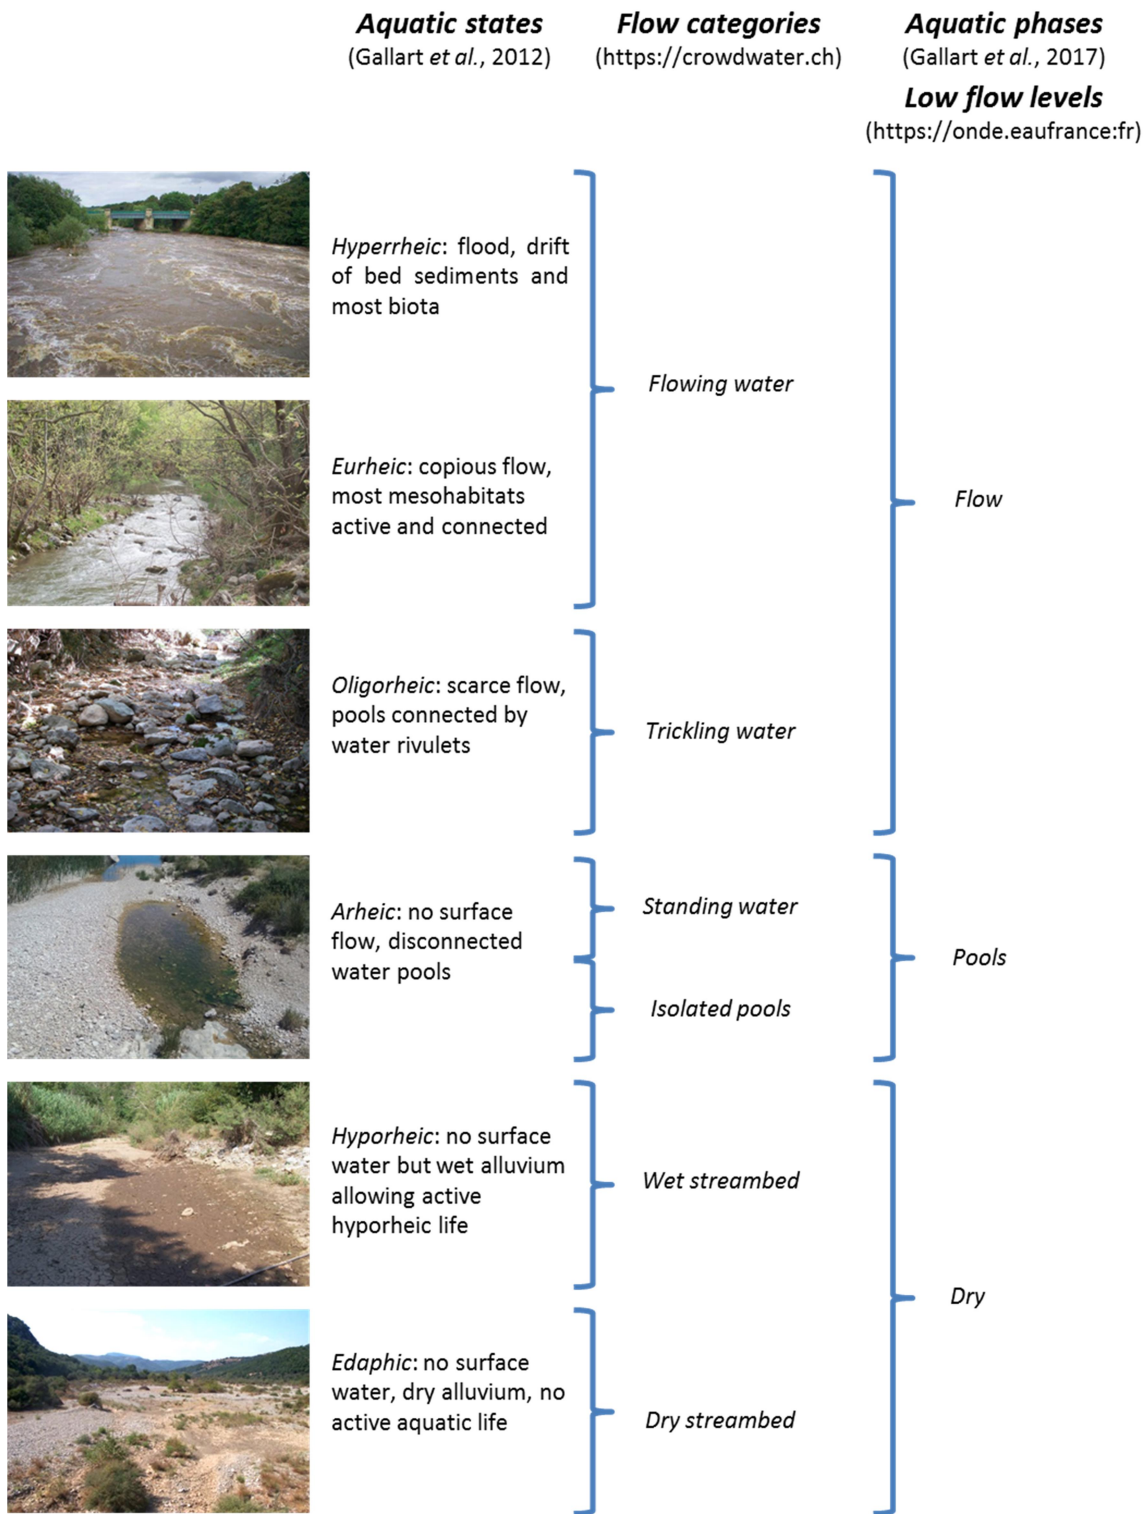 Aquatic states
(Gallart et al., 2012)
Flow categories
(https://crowdwater.ch)
Aquatic phases
(Gallart et al., 2017)
Low flow levels
(https://onde.eaufrance:fr)
Hyperrheic: flood, drift
of bed sediments and
most biota
Flowing water
Eurheic: copious flow,
most mesohabitats
active and connected
Flow
Oligorheic: scarce flow,
pools connected by
water rivulets
Trickling water
Arheic: no surface
flow, disconnected
water pools
Standing water
Isolated pools
Pools
Hyporheic: no surface
water but wet alluvium
allowing active
hyporheic life
Wet streambed
Dry
Edaphic: no surface
water, dry alluvium, no
active aquatic life
Dry streambed